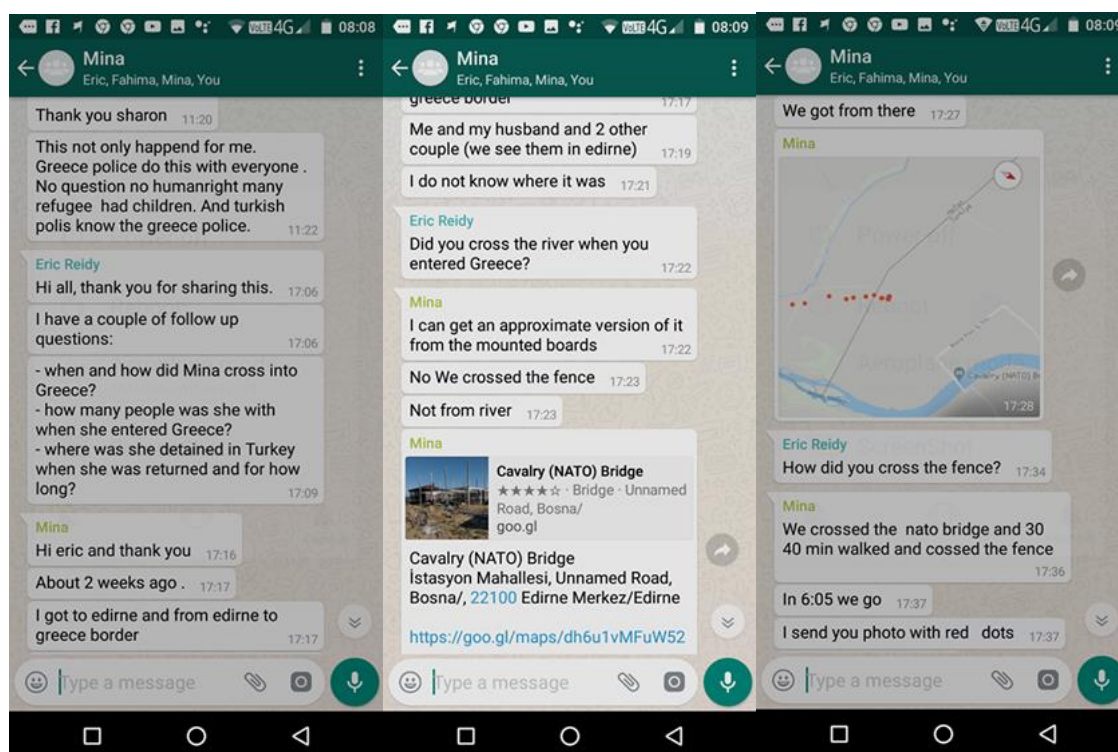 VoLTE 4G 08:08
Mina
Eric, Fahima, Mina, You
Thank you sharon 11:20
This not only happend for me.
Greece police do this with everyone .
No question no humanright many
refugee had children. And turkish
polis know the greece police. 11:22
Eric Reidy
Hi all, thank you for sharing this. 17:06
I have a couple of follow up
questions: 17:06
- when and how did Mina cross into
Greece?
- how many people was she with
when she entered Greece?
- where was she detained in Turkey
when she was returned and for how
long? 17:09
Mina
Hi eric and thank you 17:16
About 2 weeks ago . 17:17
I got to edirne and from edirne to
greece border 17:17
Type a message
VoLTE 4G 08:09
Mina
Eric, Fahima, Mina, You
greece border 17:17
Me and my husband and 2 other
couple (we see them in edirne) 17:19
I do not know where it was 17:21
Eric Reidy
Did you cross the river when you
entered Greece? 17:22
Mina
I can get an approximate version of it
from the mounted boards 17:22
No We crossed the fence 17:23
Not from river 17:23
Mina
Cavalry (NATO) Bridge
★★★★☆ · Bridge · Unnamed
Road, Bosna/
goo.gl
Cavalry (NATO) Bridge
İstasyon Mahallesi, Unnamed Road,
Bosna/, 22100 Edirne Merkez/Edirne
https://goo.gl/maps/dh6u1vMFuW52
Type a message
VoLTE 4G 08:09
Mina
Eric, Fahima, Mina, You
We got from there 17:27
Mina
Cavalry (NATO) B
17:28
Eric Reidy
How did you cross the fence? 17:34
Mina
We crossed the nato bridge and 30
40 min walked and cossed the fence
17:36
In 6:05 we go 17:37
I send you photo with red dots 17:37
Type a message